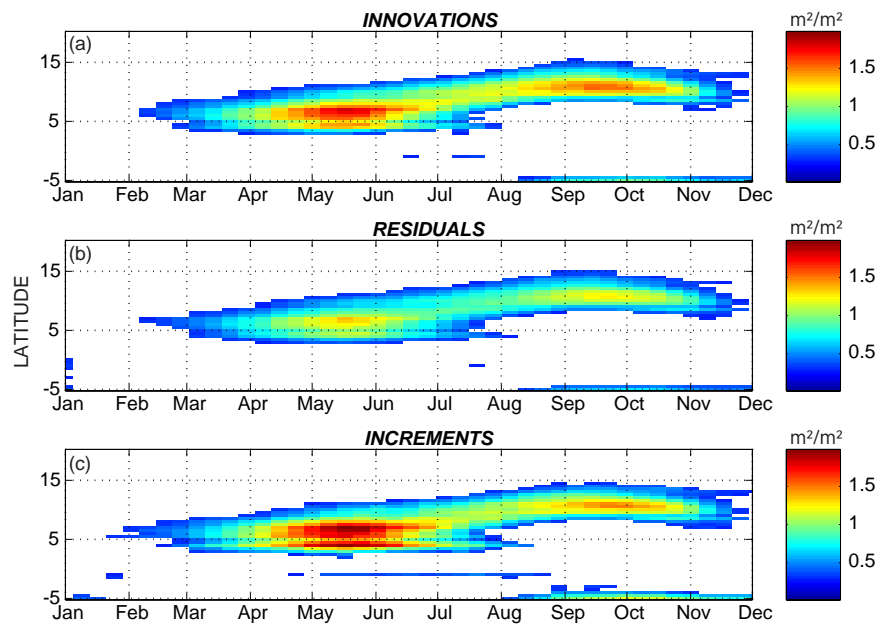 INNOVATIONS
m²/m²
(a)
15
5
-5
Jan Feb Mar Apr May Jun Jul Aug Sep Oct Nov Dec
1.5
1
0.5
RESIDUALS
m²/m²
(b)
LATITUDE
15
5
-5
Jan Feb Mar Apr May Jun Jul Aug Sep Oct Nov Dec
1.5
1
0.5
INCREMENTS
m²/m²
(c)
15
5
-5
Jan Feb Mar Apr May Jun Jul Aug Sep Oct Nov Dec
1.5
1
0.5